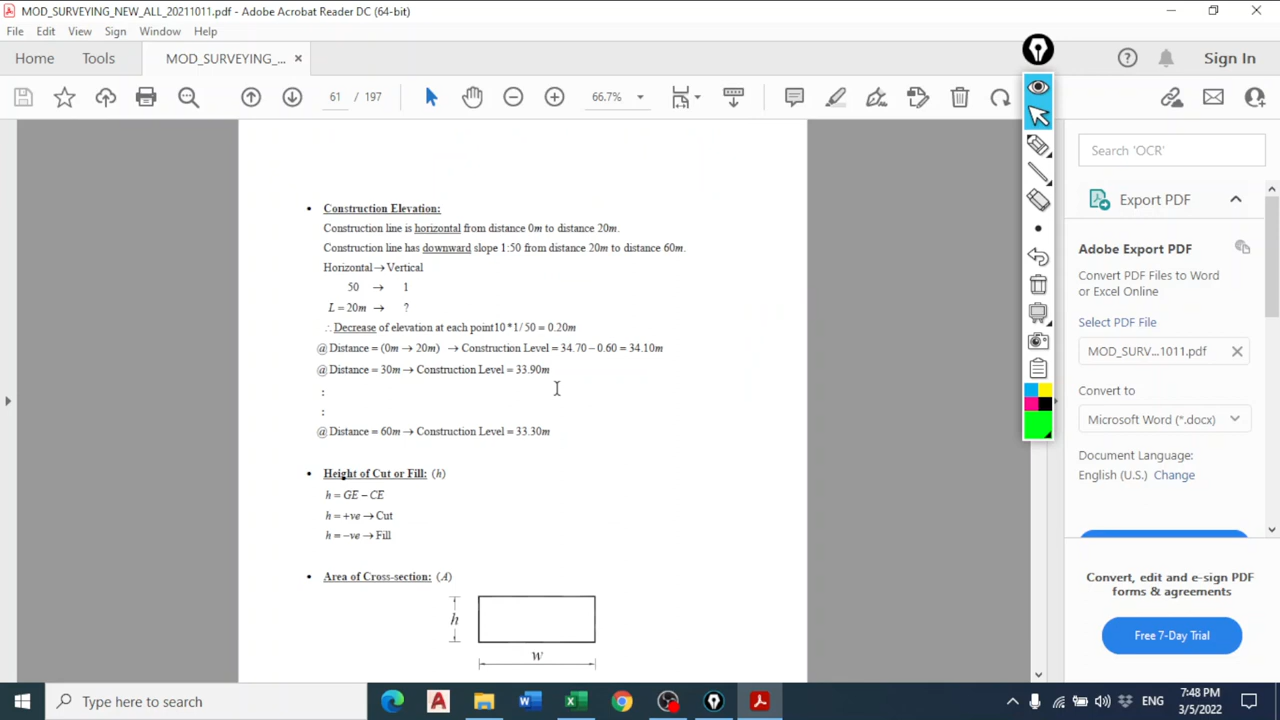 MOD_SURVEYING_NEW_ALL_20211011.pdf - Adobe Acrobat Reader DC (64-bit)
File Edit View Sign Window Help
Home Tools MOD_SURVEYING_... × Sign In
61 / 197 66.7%
Search 'OCR'
Export PDF
Adobe Export PDF
Convert PDF Files to Word
or Excel Online
Select PDF File
MOD_SURV...1011.pdf
Convert to
Microsoft Word (*.docx)
Document Language:
English (U.S.) Change
Convert, edit and e-sign PDF
forms & agreements
Free 7-Day Trial
• Construction Elevation:
Construction line is horizontal from distance 0m to distance 20m.
Construction line has downward slope 1:50 from distance 20m to distance 60m.
Horizontal→Vertical
50 → 1
L = 20m → ?
∴ Decrease of elevation at each point10*1/50 = 0.20m
@ Distance = (0m → 20m) → Construction Level = 34.70 – 0.60 = 34.10m
@ Distance = 30m → Construction Level = 33.90m
:
:
@ Distance = 60m → Construction Level = 33.30m
• Height of Cut or Fill: (h)
h = GE – CE
h = +ve → Cut
h = –ve → Fill
• Area of Cross-section: (A)
h
w
Type here to search
ENG
7:48 PM
3/5/2022